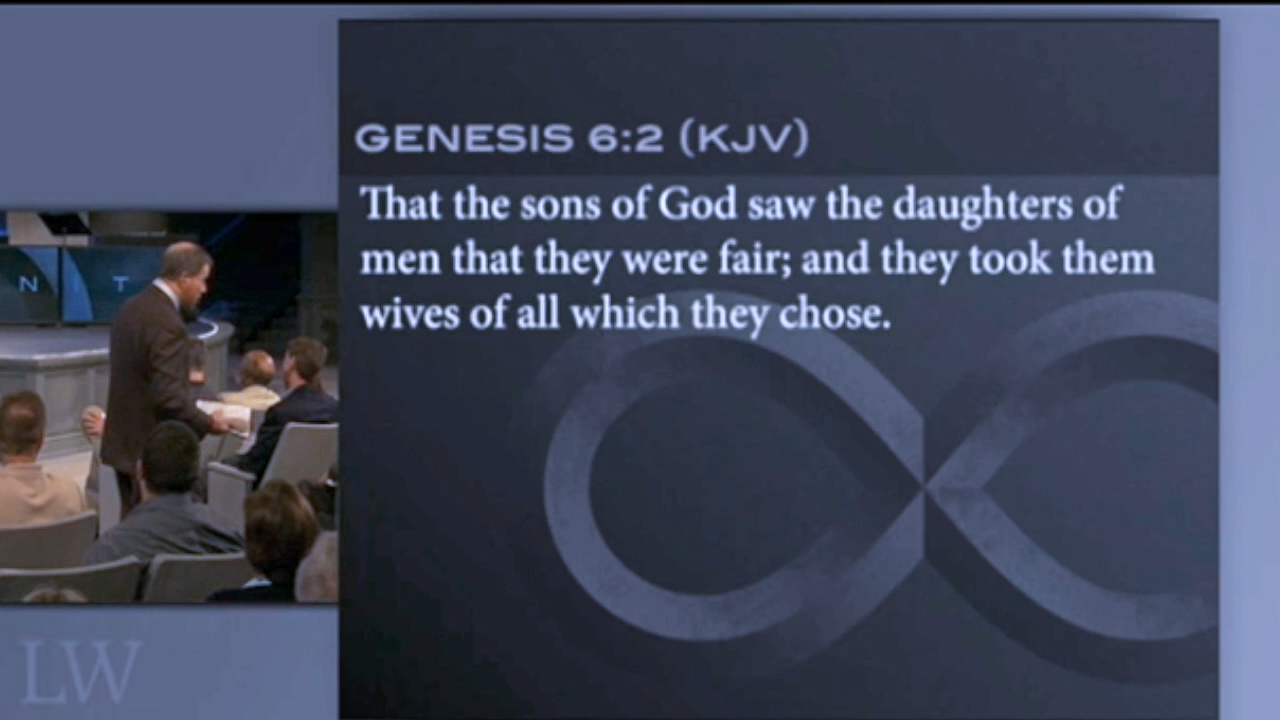 GENESIS 6:2 (KJV)
That the sons of God saw the daughters of
men that they were fair; and they took them
wives of all which they chose.
N I T
LW